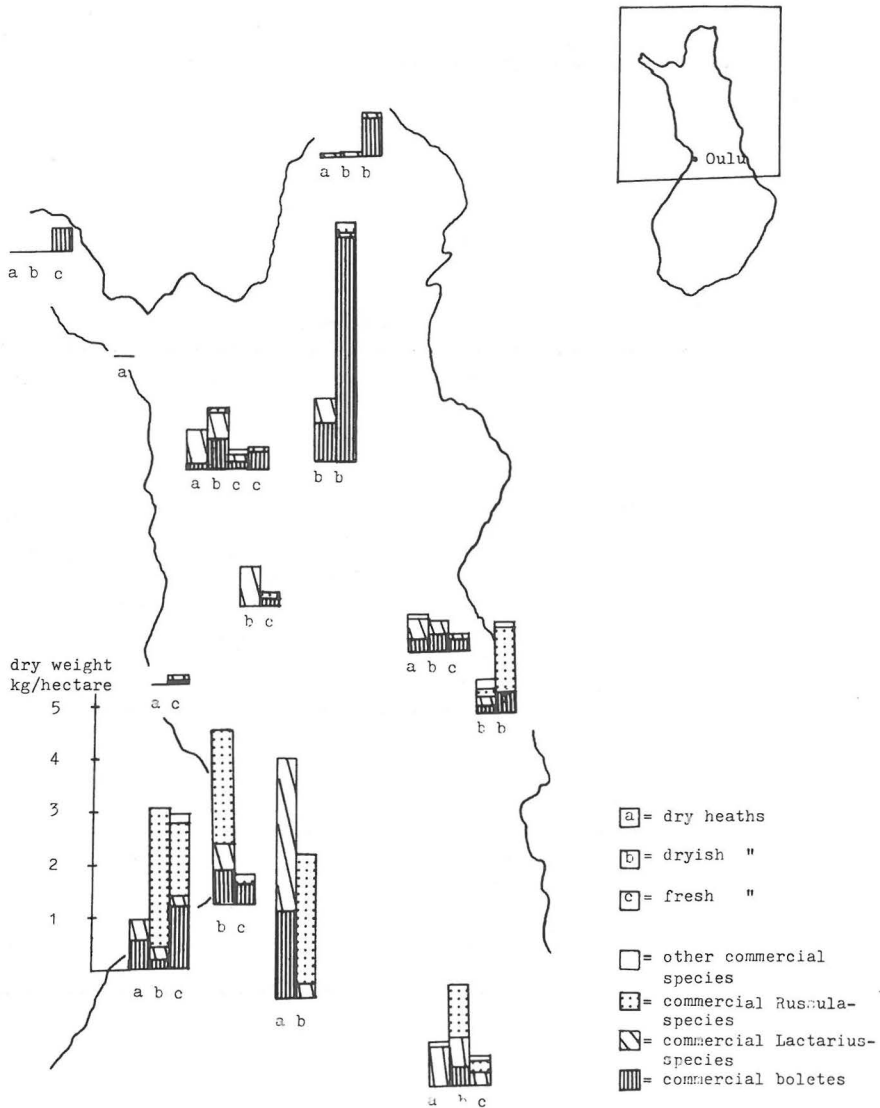 Oulu
a b b
a b c
a
a b c c
b b
b c
a b c
b b
dry weight
kg/hectare
a c
5
4
3
2
1
b c
a b c
a b
a b c
a = dry heaths
b = dryish "
c = fresh "
= other commercial
species
= commercial Russula-
species
= commercial Lactarius-
species
= commercial boletes